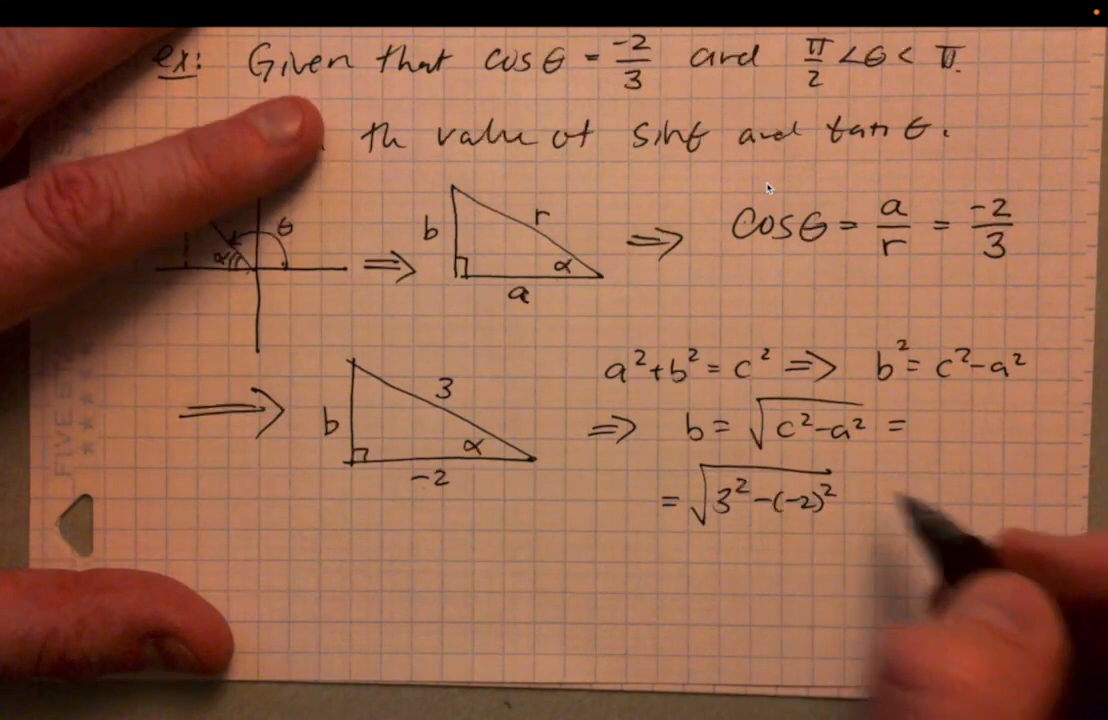 ex: Given that cos θ = -2/3 and π/2 < θ < π.
th value of sinθ and tan θ.
θ
α
b r α a
⇒ ⇒ cos θ = a/r = -2/3
⇒ b 3 α -2
a² + b² = c² ⇒ b² = c² - a²
⇒ b = √(c² - a²) =
= √(3² - (-2)²)
FIVE S